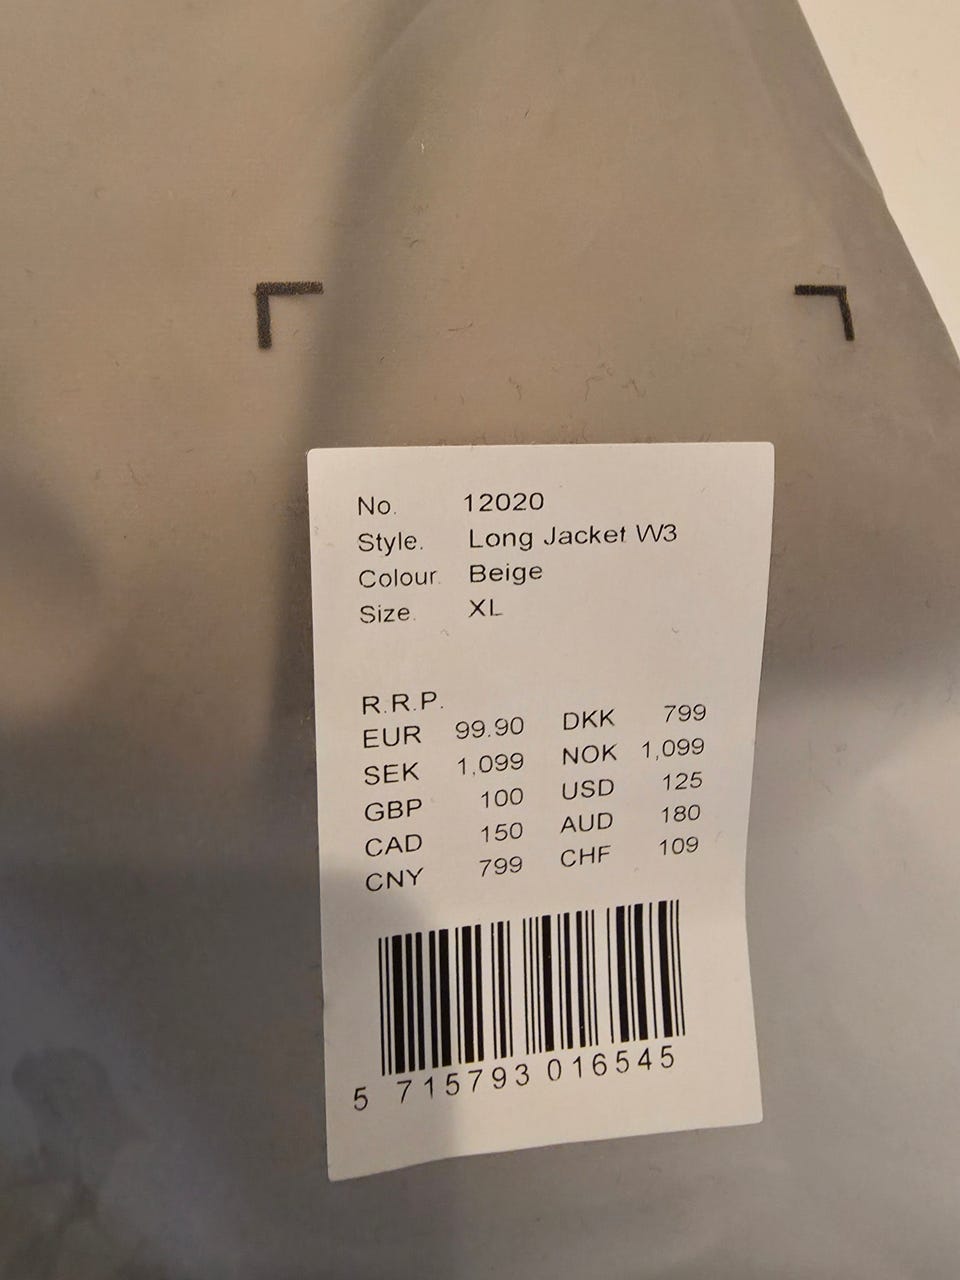 No. 12020
Style. Long Jacket W3
Colour. Beige
Size. XL
R.R.P.
EUR 99.90 DKK 799
SEK 1,099 NOK 1,099
GBP 100 USD 125
CAD 150 AUD 180
CNY 799 CHF 109
5 715793 016545